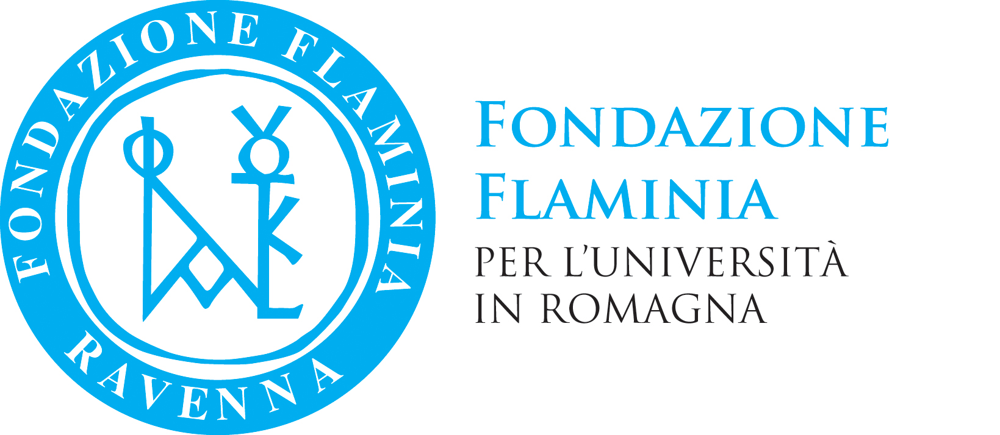 FONDAZIONE FLAMINIA
RAVENNA
FONDAZIONE
FLAMINIA
PER L’UNIVERSITÀ
IN ROMAGNA